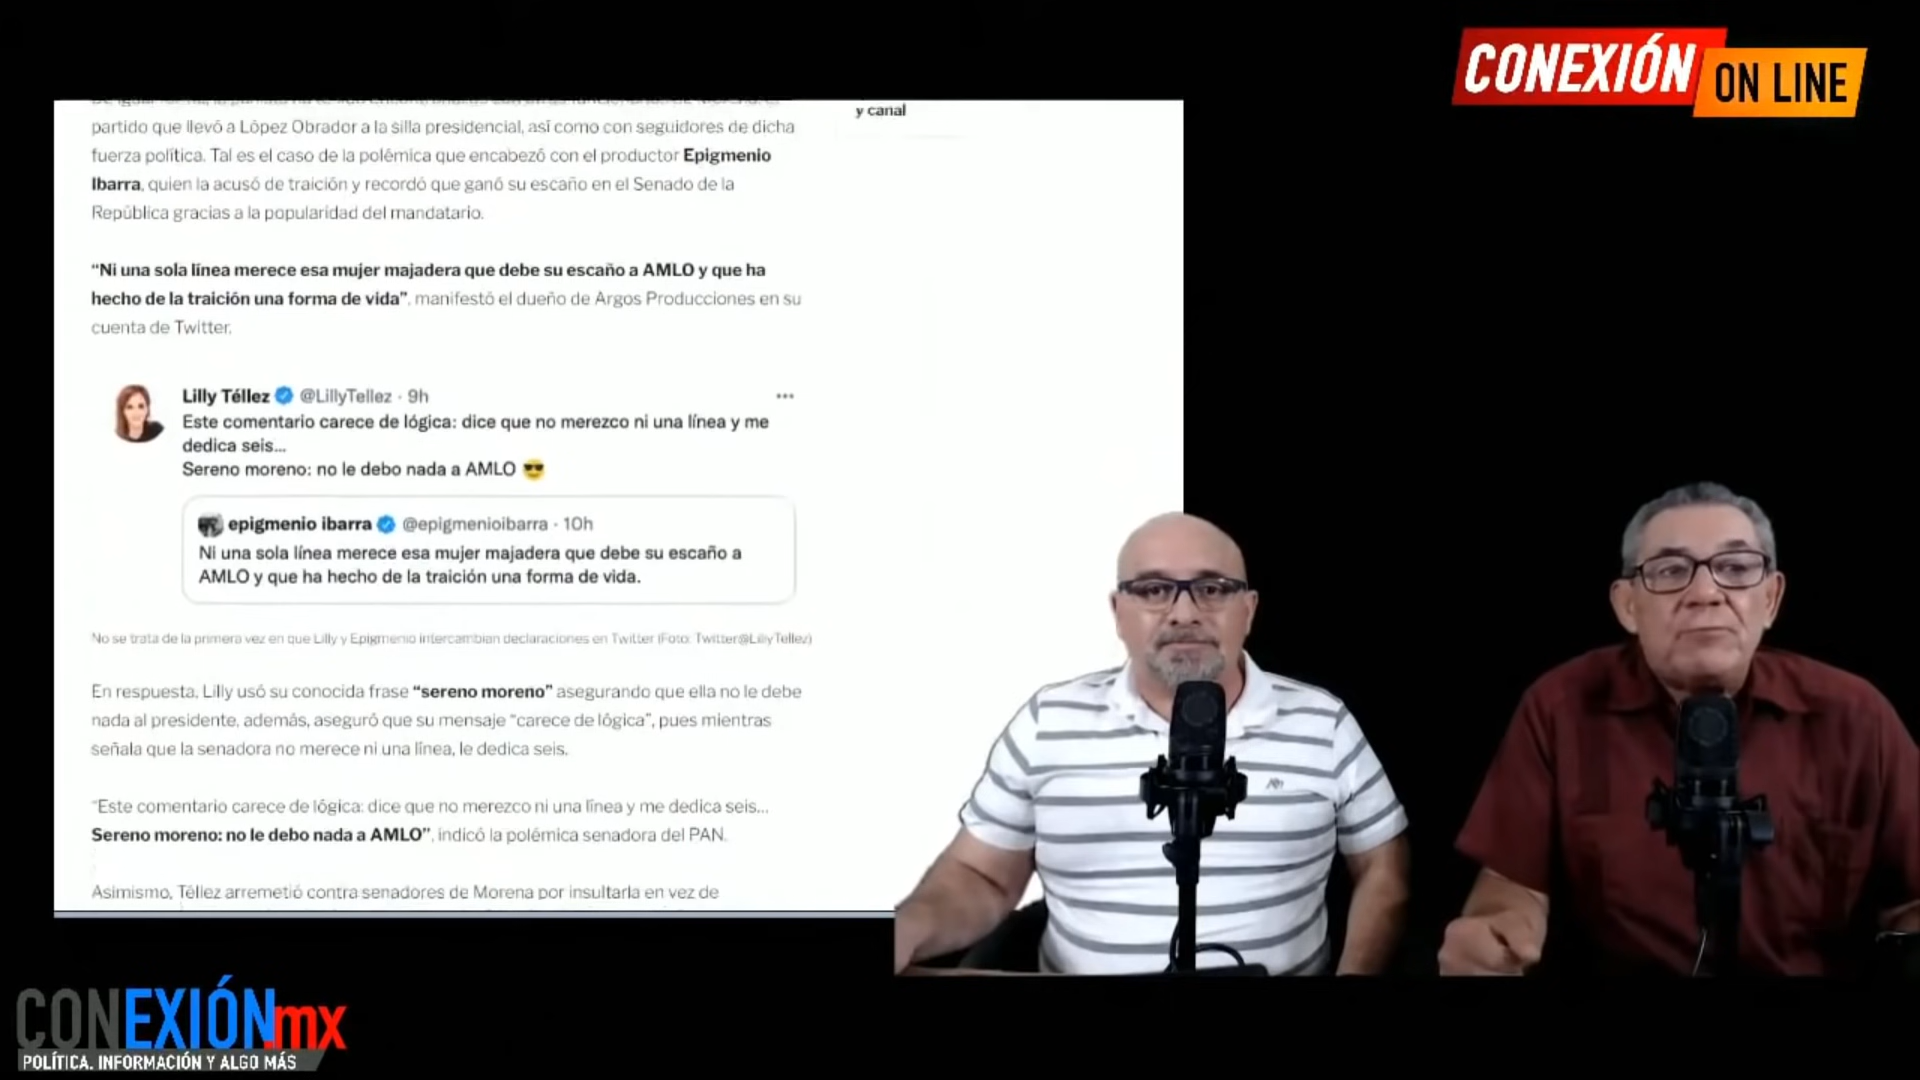 CONEXIÓN
ON LINE
y canal
partido que llevó a López Obrador a la silla presidencial, así como con seguidores de dicha
fuerza política. Tal es el caso de la polémica que encabezó con el productor Epigmenio
Ibarra, quien la acusó de traición y recordó que ganó su escaño en el Senado de la
República gracias a la popularidad del mandatario.
“Ni una sola línea merece esa mujer majadera que debe su escaño a AMLO y que ha
hecho de la traición una forma de vida”, manifestó el dueño de Argos Producciones en su
cuenta de Twitter.
Lilly Téllez @LillyTellez · 9h
Este comentario carece de lógica: dice que no merezco ni una línea y me
dedica seis...
Sereno moreno: no le debo nada a AMLO 😎
epigmenio ibarra @epigmenioibarra · 10h
Ni una sola línea merece esa mujer majadera que debe su escaño a
AMLO y que ha hecho de la traición una forma de vida.
No se trata de la primera vez en que Lilly y Epigmenio intercambian declaraciones en Twitter (Foto: Twitter@LillyTellez)
En respuesta, Lilly usó su conocida frase “sereno moreno” asegurando que ella no le debe
nada al presidente, además, aseguró que su mensaje “carece de lógica”, pues mientras
señala que la senadora no merece ni una línea, le dedica seis.
“Este comentario carece de lógica: dice que no merezco ni una línea y me dedica seis...
Sereno moreno: no le debo nada a AMLO”, indicó la polémica senadora del PAN.
Asimismo, Téllez arremetió contra senadores de Morena por insultarla en vez de
CONEXIÓN.mx
POLÍTICA, INFORMACIÓN Y ALGO MÁS